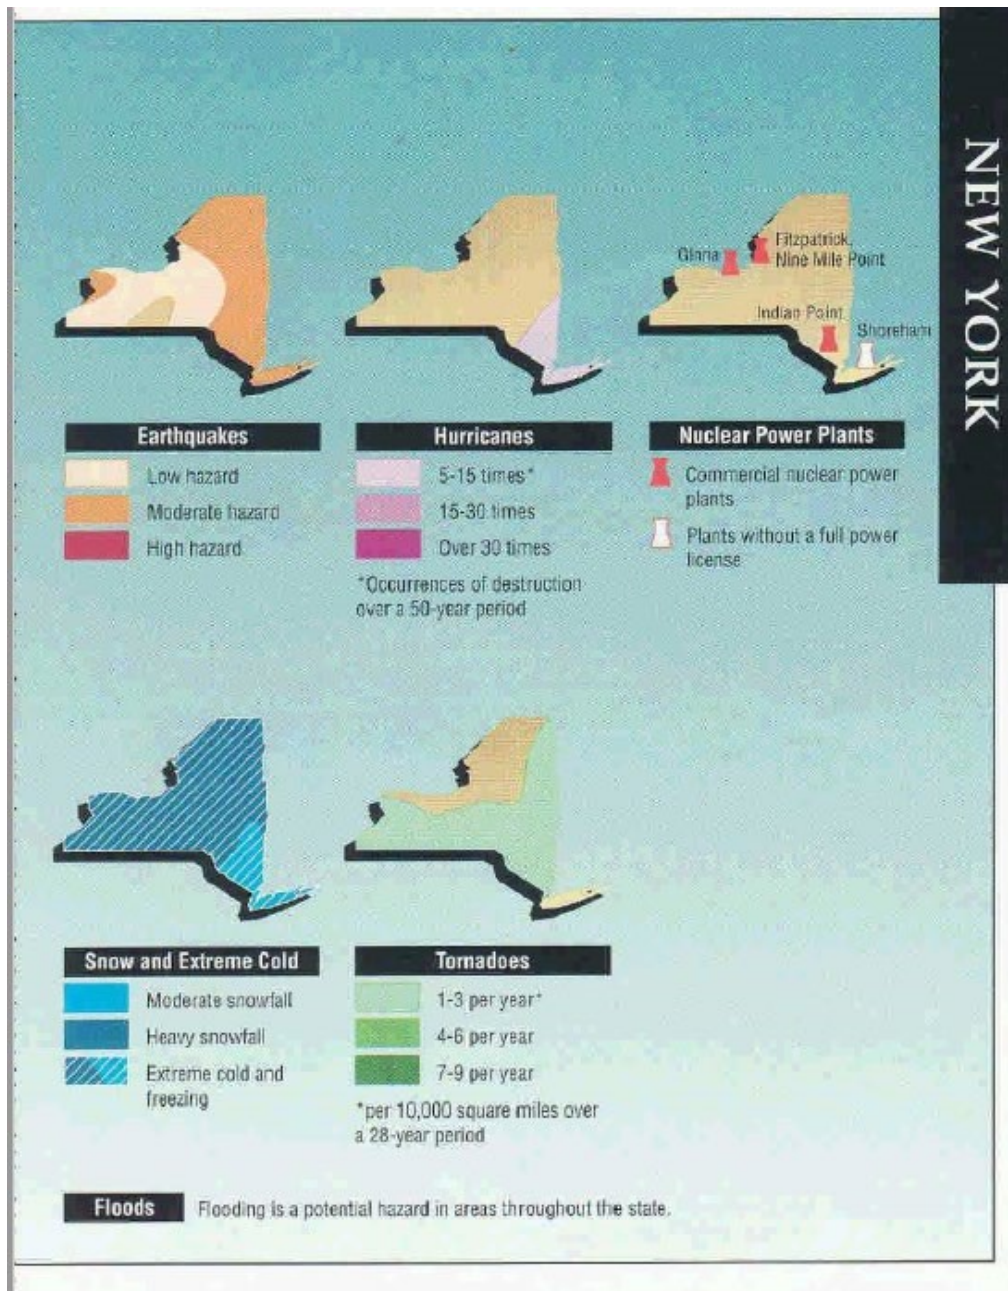 NEW YORK
Ginna
Fitzpatrick,
Nine Mile Point
Indian Point
Shoreham
Earthquakes
Low hazard
Moderate hazard
High hazard
Hurricanes
5-15 times*
15-30 times
Over 30 times
*Occurrences of destruction
over a 50-year period
Nuclear Power Plants
Commercial nuclear power
plants
Plants without a full power
license
Snow and Extreme Cold
Moderate snowfall
Heavy snowfall
Extreme cold and
freezing
Tornadoes
1-3 per year*
4-6 per year
7-9 per year
*per 10,000 square miles over
a 28-year period
Floods Flooding is a potential hazard in areas throughout the state.